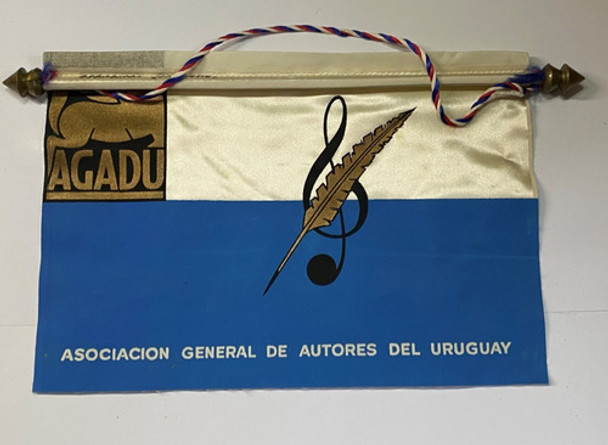 AGADU
ASOCIACION GENERAL DE AUTORES DEL URUGUAY